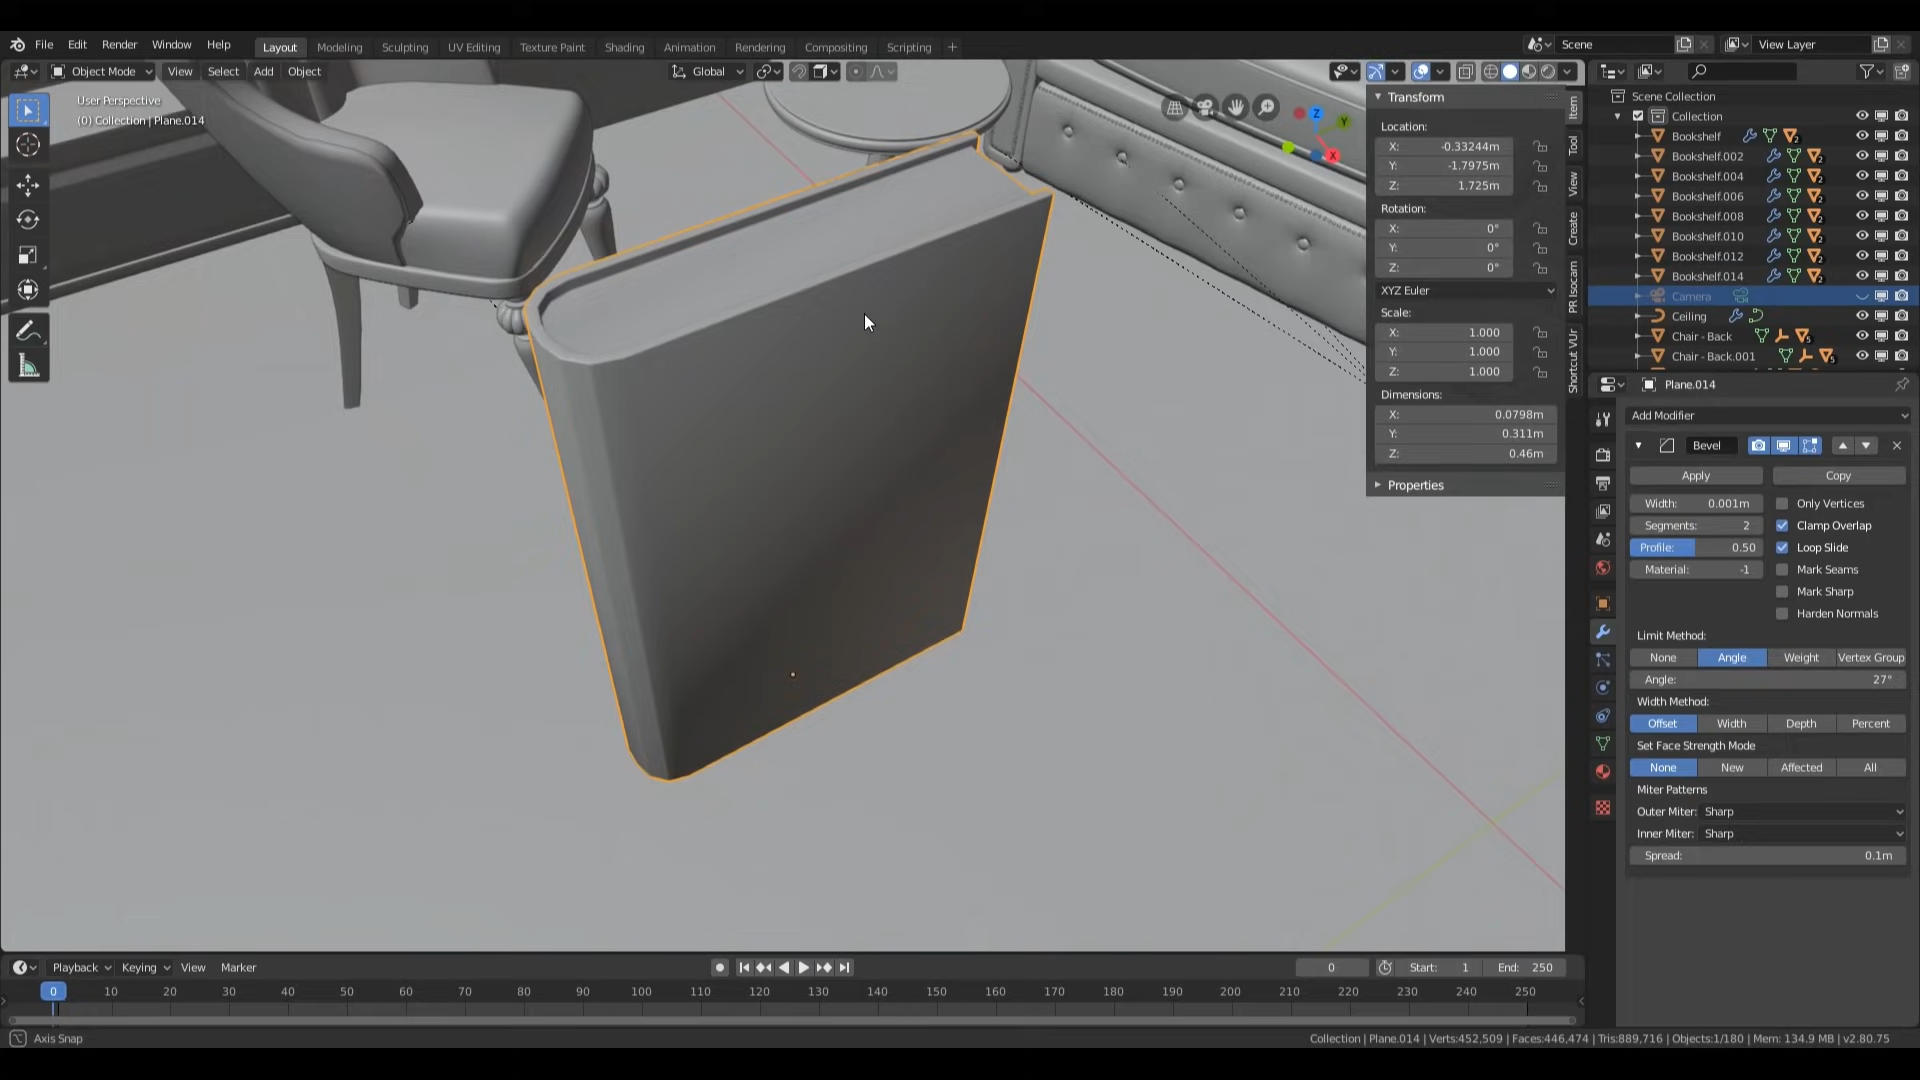 File Edit Render Window Help Layout Modeling Sculpting UV Editing Texture Paint Shading Animation Rendering Compositing Scripting + Scene View Layer
Object Mode View Select Add Object Global
User Perspective
(0) Collection | Plane.014
Z
Y
X
Transform
Location:
X: -0.33244m
Y: -1.7975m
Z: 1.725m
Rotation:
X: 0°
Y: 0°
Z: 0°
XYZ Euler
Scale:
X: 1.000
Y: 1.000
Z: 1.000
Dimensions:
X: 0.0798m
Y: 0.311m
Z: 0.46m
Properties
Item
Tool
View
Create
PR Isocam
Shortcut VUr
Scene Collection
Collection
Bookshelf 2
Bookshelf.002 2
Bookshelf.004 2
Bookshelf.006 2
Bookshelf.008 2
Bookshelf.010 2
Bookshelf.012 2
Bookshelf.014 2
Camera
Ceiling
Chair - Back 5
Chair - Back.001 5
Plane.014
Add Modifier
Bevel
Apply Copy
Width: 0.001m Only Vertices
Segments: 2 Clamp Overlap
Profile: 0.50 Loop Slide
Material: -1 Mark Seams
Mark Sharp
Harden Normals
Limit Method:
None Angle Weight Vertex Group
Angle: 27°
Width Method:
Offset Width Depth Percent
Set Face Strength Mode
None New Affected All
Miter Patterns
Outer Miter: Sharp
Inner Miter: Sharp
Spread: 0.1m
Playback Keying View Marker 0 Start: 1 End: 250
0 10 20 30 40 50 60 70 80 90 100 110 120 130 140 150 160 170 180 190 200 210 220 230 240 250
Axis Snap Collection | Plane.014 | Verts:452,509 | Faces:446,474 | Tris:889,716 | Objects:1/180 | Mem: 134.9 MB | v2.80.75